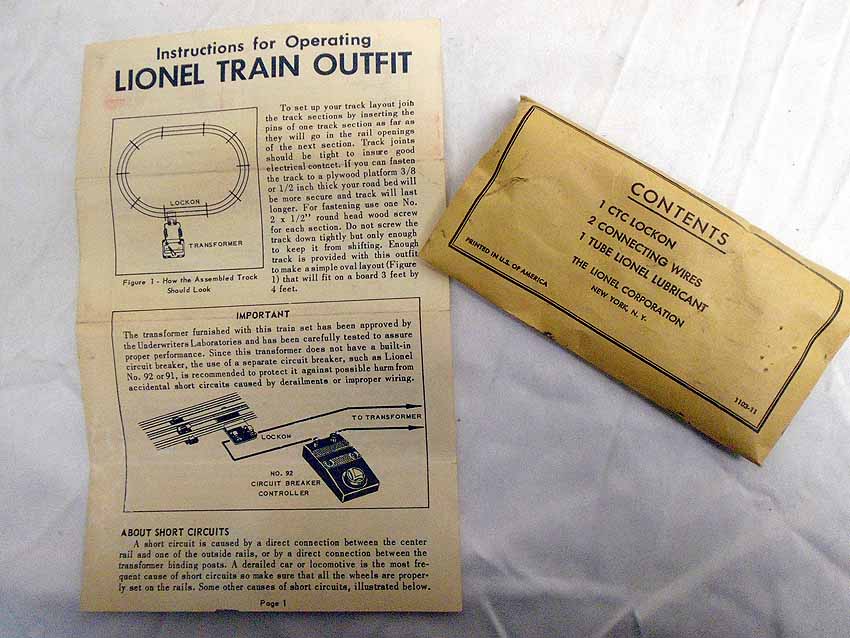 Instructions for Operating
LIONEL TRAIN OUTFIT
LOCKON
TRANSFORMER
Figure 1 - How the Assembled Track
Should Look
To set up your track layout join
the track sections by inserting the
pins of one track section as far as
they will go in the rail openings
of the next section. Track joints
should be tight to insure good
electrical contact. If you can fasten
the track to a plywood platform 3/8
or 1/2 inch thick your road bed will
be more secure and track will last
longer. For fastening use one No.
2 x 1/2" round head wood screw
for each section. Do not screw the
track down tightly but only enough
to keep it from shifting. Enough
track is provided with this outfit
to make a simple oval layout (Figure
1) that will fit on a board 3 feet by
4 feet.
IMPORTANT
The transformer furnished with this train set has been approved by
the Underwriters Laboratories and has been carefully tested to assure
proper performance. Since this transformer does not have a built-in
circuit breaker, the use of a separate circuit breaker, such as Lionel
No. 92 or 91, is recommended to protect it against possible harm from
accidental short circuits caused by derailments or improper wiring.
TO TRANSFORMER
LOCKON
NO. 92
CIRCUIT BREAKER
CONTROLLER
ABOUT SHORT CIRCUITS
A short circuit is caused by a direct connection between the center
rail and one of the outside rails, or by a direct connection between the
transformer binding posts. A derailed car or locomotive is the most fre-
quent cause of short circuits so make sure that all the wheels are proper-
ly set on the rails. Some other causes of short circuits, illustrated below.
Page 1
CONTENTS
1 CTC LOCKON
2 CONNECTING WIRES
1 TUBE LIONEL LUBRICANT
THE LIONEL CORPORATION
NEW YORK, N. Y.
PRINTED IN U.S. OF AMERICA
1103-11